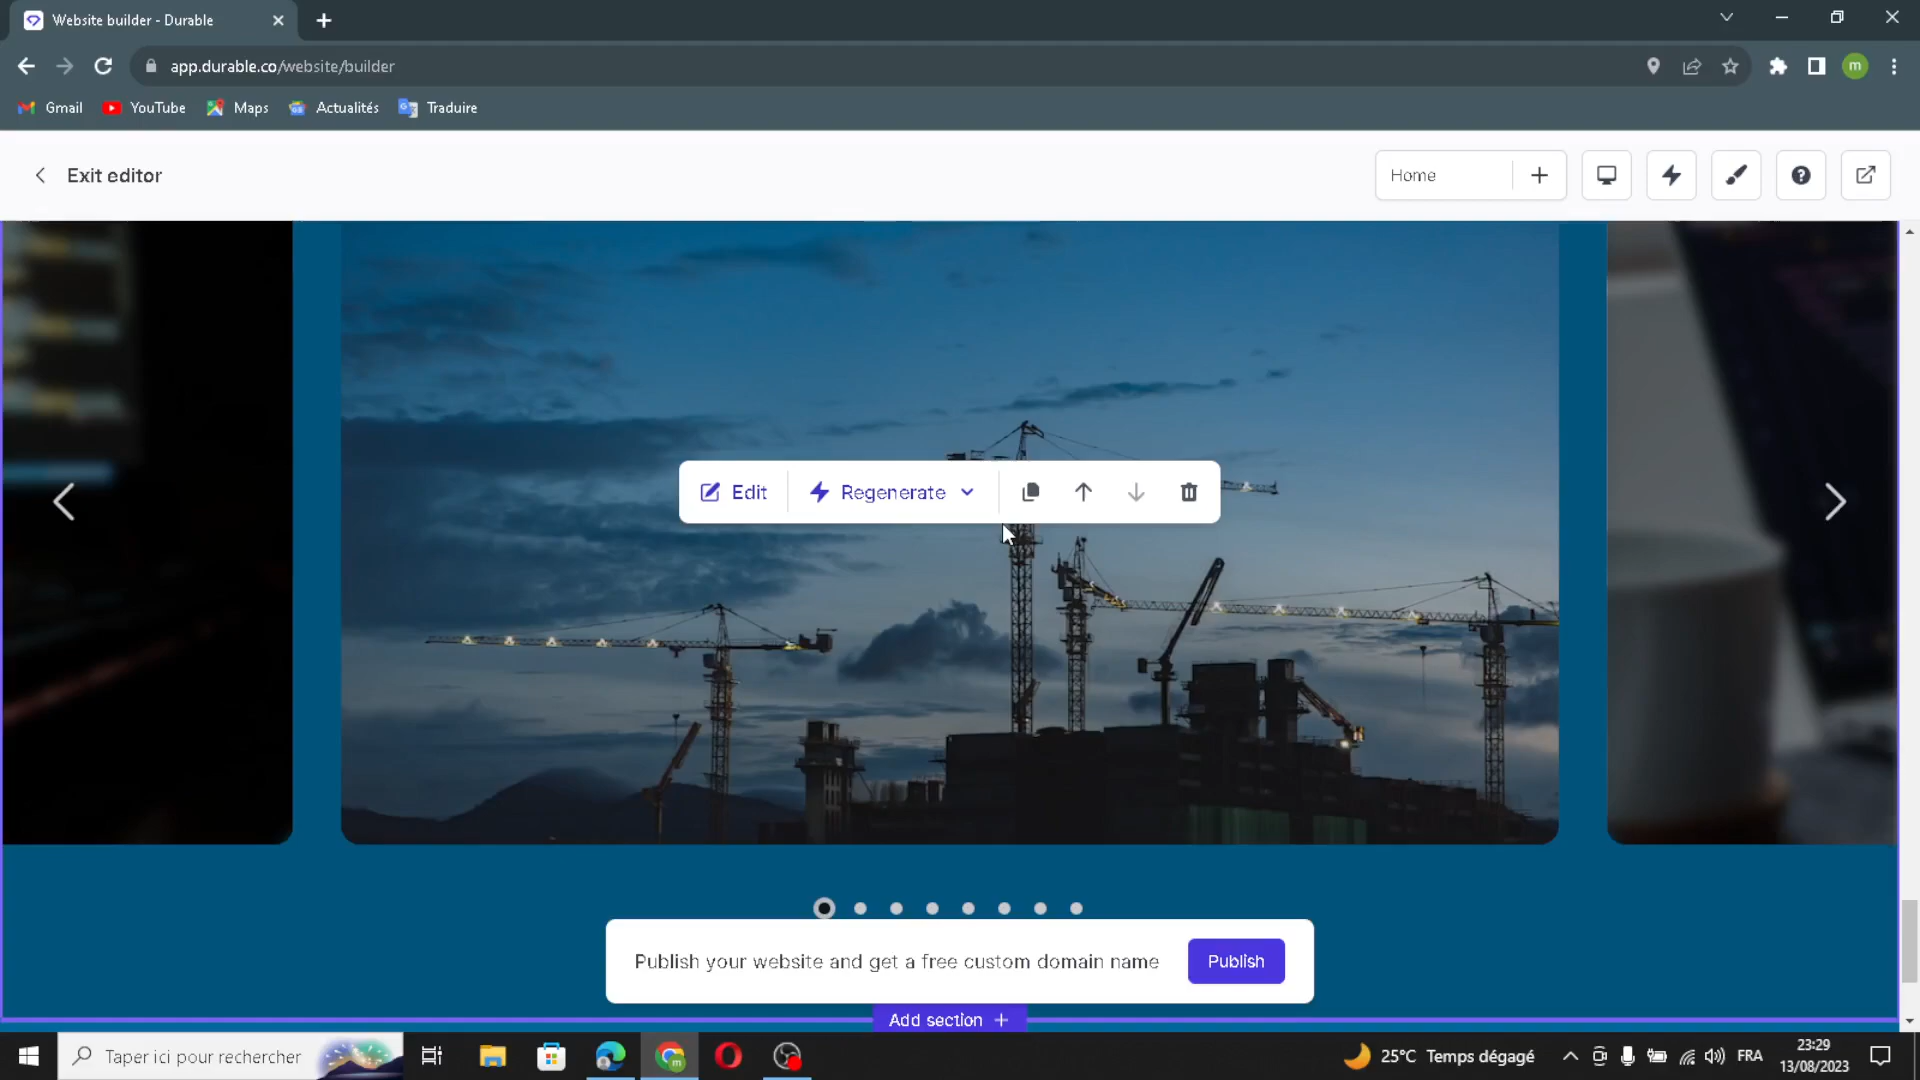 Website builder - Durable
app.durable.co/website/builder
m
Gmail
YouTube
Maps
Actualités
Traduire
Exit editor
Home
Edit
Regenerate
Publish your website and get a free custom domain name
Publish
Add section
Taper ici pour rechercher
25°C Temps dégagé
FRA
23:29
13/08/2023